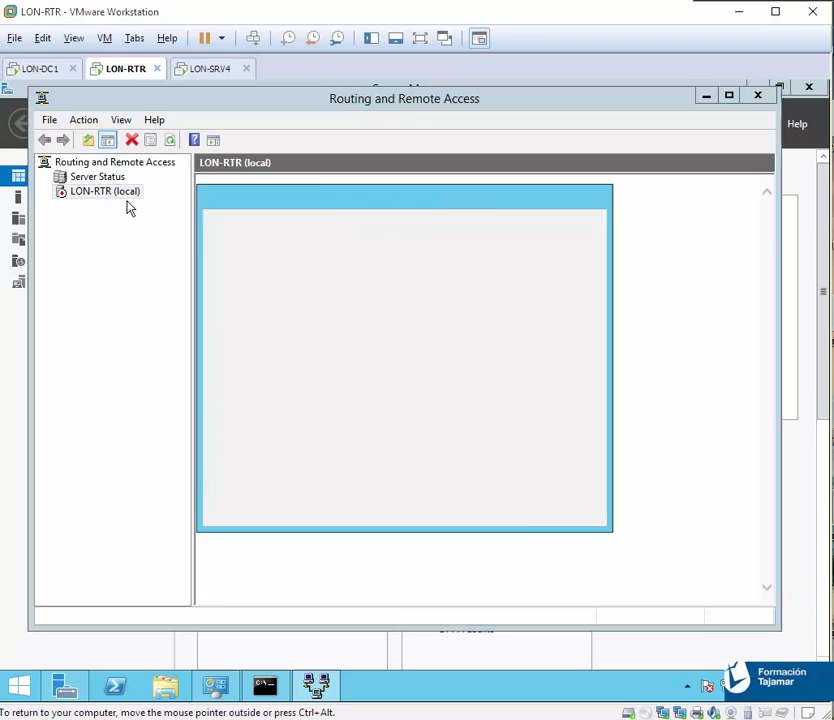 LON-RTR - VMware Workstation
File Edit View VM Tabs Help
LON-DC1 LON-RTR LON-SRV4
Routing and Remote Access
Help
File Action View Help
Routing and Remote Access
LON-RTR (local)
Server Status
LON-RTR (local)
Formación
Tajamar
To return to your computer, move the mouse pointer outside or press Ctrl+Alt.